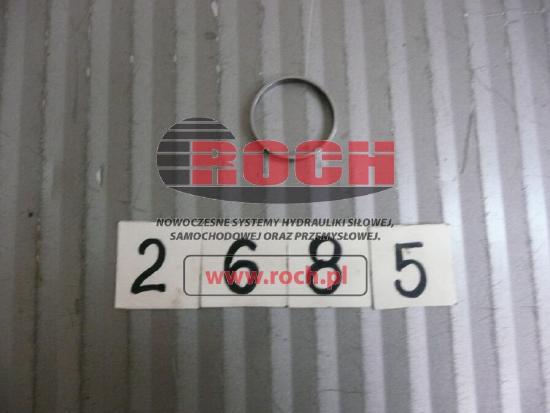 ROCH
NOWOCZESNE SYSTEMY HYDRAULIKI SIŁOWEJ,
SAMOCHODOWEJ ORAZ PRZEMYSŁOWEJ.
2 6 8 5
www.roch.pl